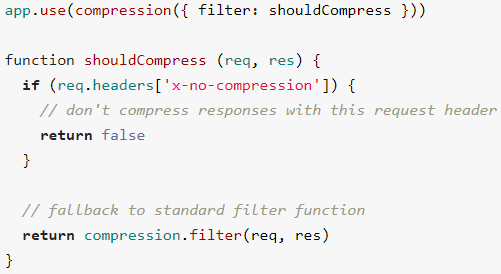 app.use(compression({ filter: shouldCompress }))

function shouldCompress (req, res) {
  if (req.headers['x-no-compression']) {
    // don't compress responses with this request header
    return false
  }

  // fallback to standard filter function
  return compression.filter(req, res)
}